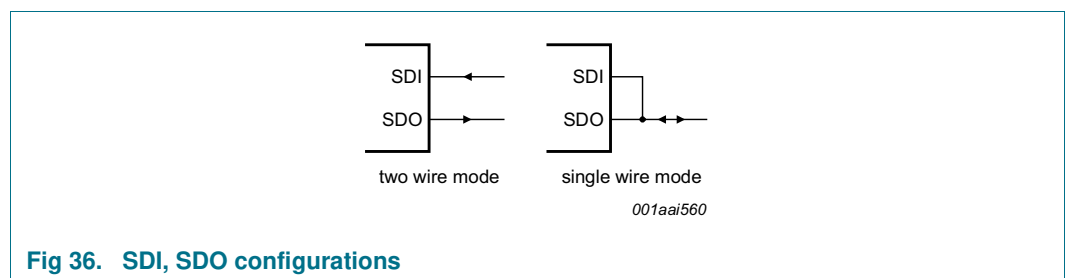 SDI
SDO
two wire mode
SDI
SDO
single wire mode
001aai560
Fig 36. SDI, SDO configurations